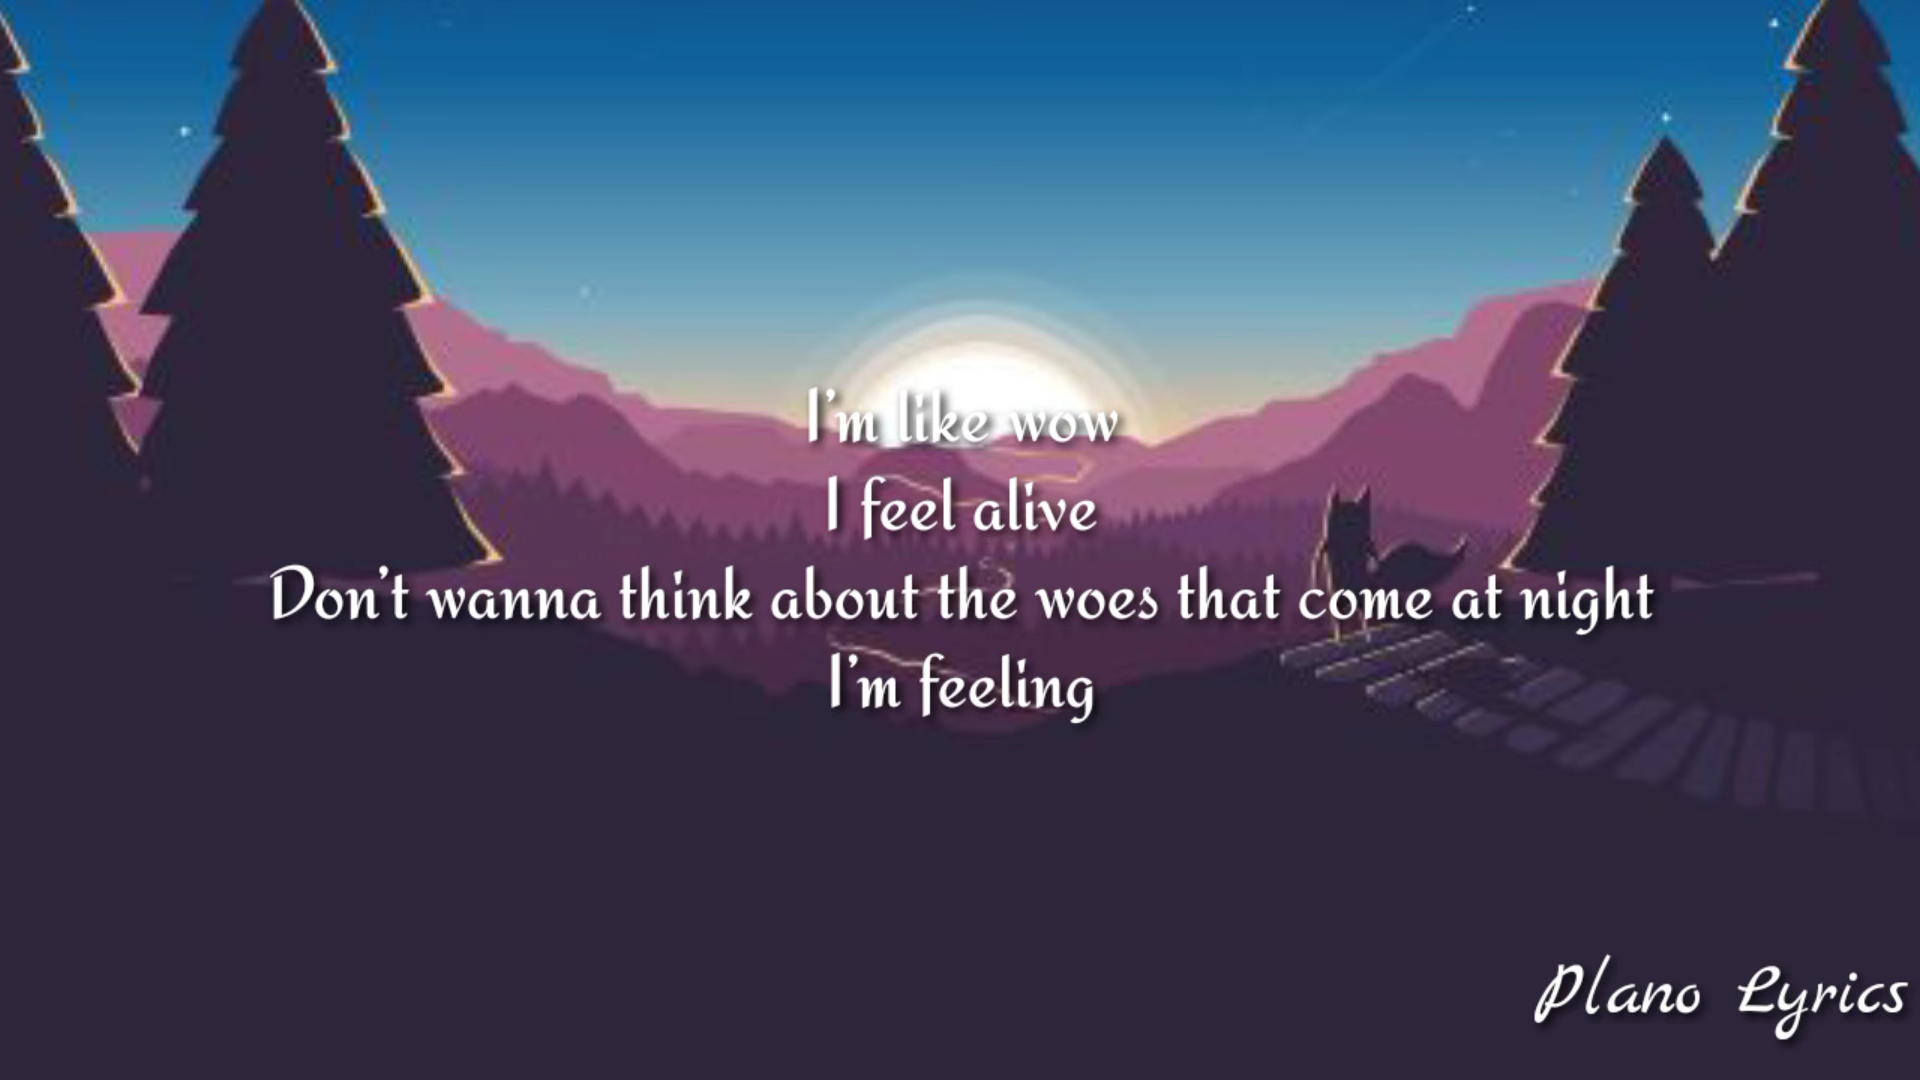 I'm like wow
I feel alive
Don't wanna think about the woes that come at night
I'm feeling
Plano Lyrics